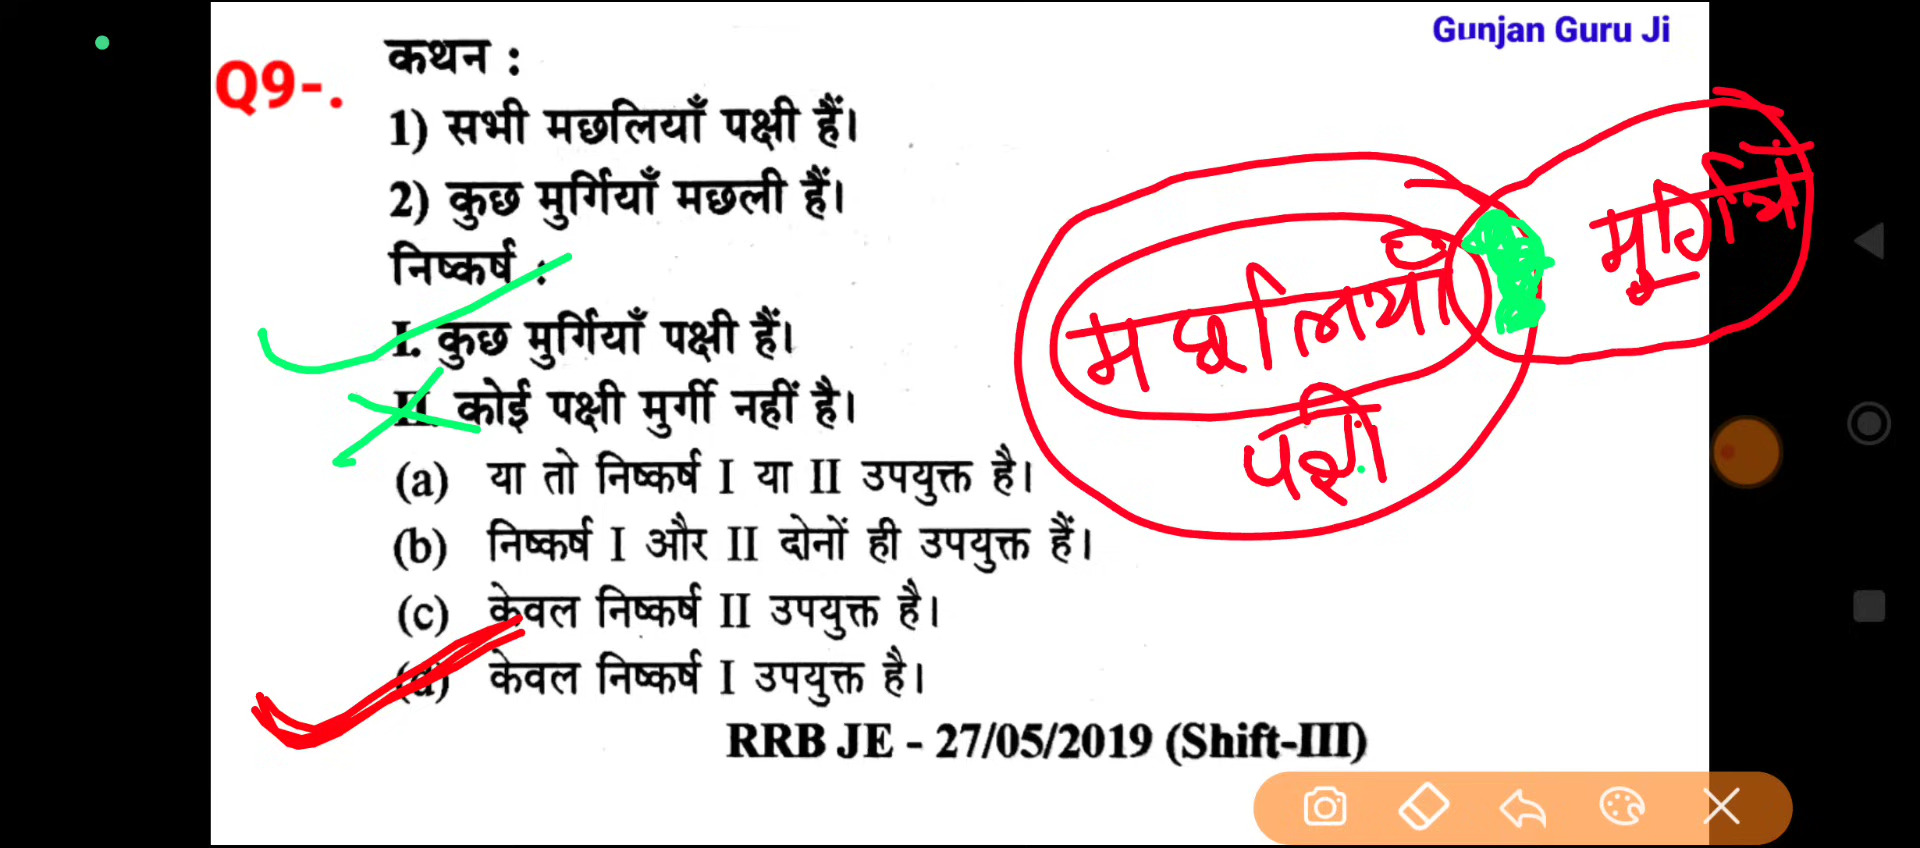 Gunjan Guru Ji
Q9-.
कथन :
1) सभी मछलियाँ पक्षी हैं।
2) कुछ मुर्गियाँ मछली हैं।
निष्कर्ष :
I. कुछ मुर्गियाँ पक्षी हैं।
II. कोई पक्षी मुर्गी नहीं है।
(a) या तो निष्कर्ष I या II उपयुक्त है।
(b) निष्कर्ष I और II दोनों ही उपयुक्त हैं।
(c) केवल निष्कर्ष II उपयुक्त है।
(d) केवल निष्कर्ष I उपयुक्त है।
RRB JE - 27/05/2019 (Shift-III)
मछलियाँ
पक्षी